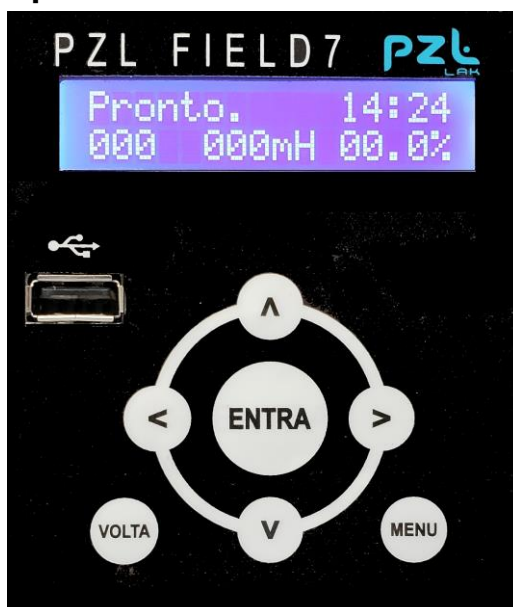 PZL FIELD7 pzl
LAK
Pronto. 14:24
000 000mH 00.0%
ʌ
< ENTRA >
VOLTA v MENU